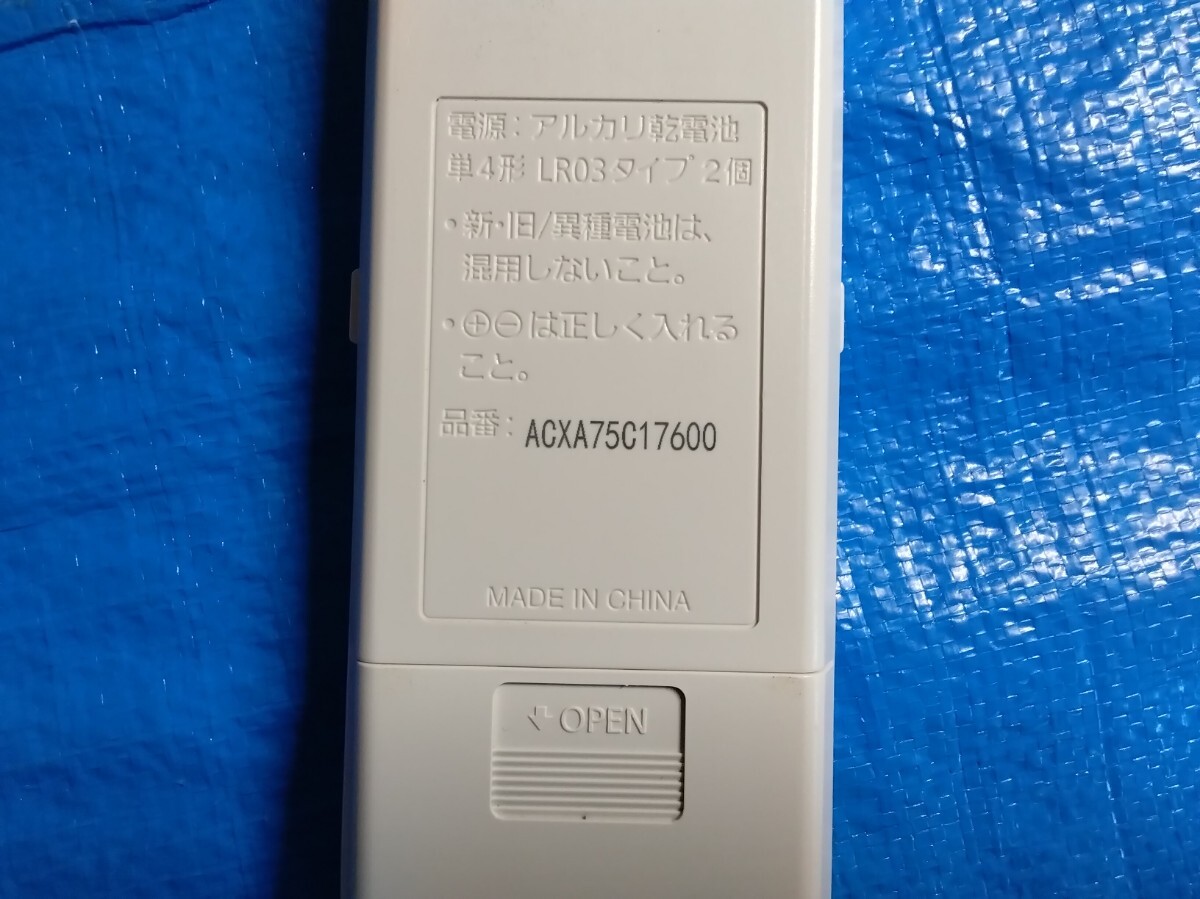 電源：アルカリ乾電池
単4形 LR03タイプ 2個
・新・旧/異種電池は、
混用しないこと。
・⊕⊖は正しく入れる
こと。
品番：ACXA75C17600
MADE IN CHINA
OPEN